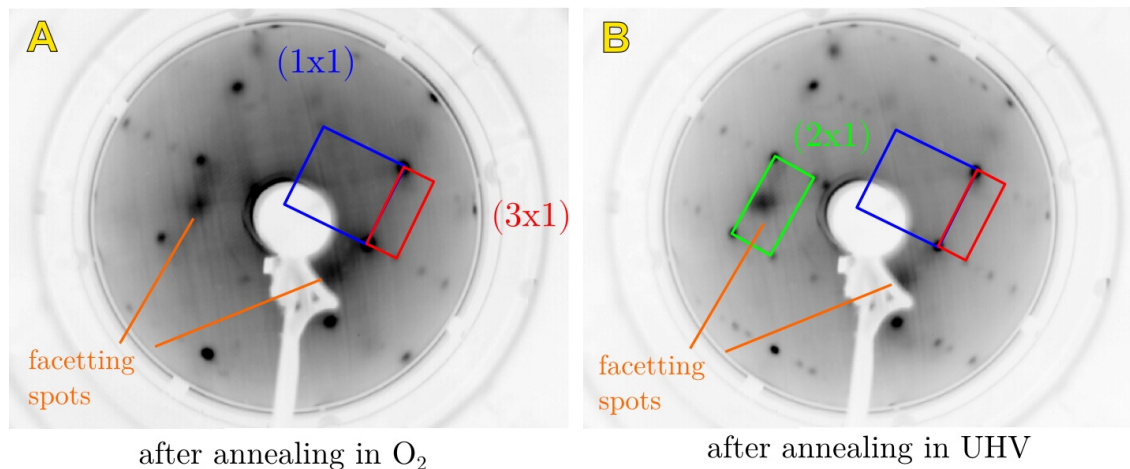 A
(1x1)
(3x1)
facetting
spots
after annealing in O₂
B
(2x1)
facetting
spots
after annealing in UHV